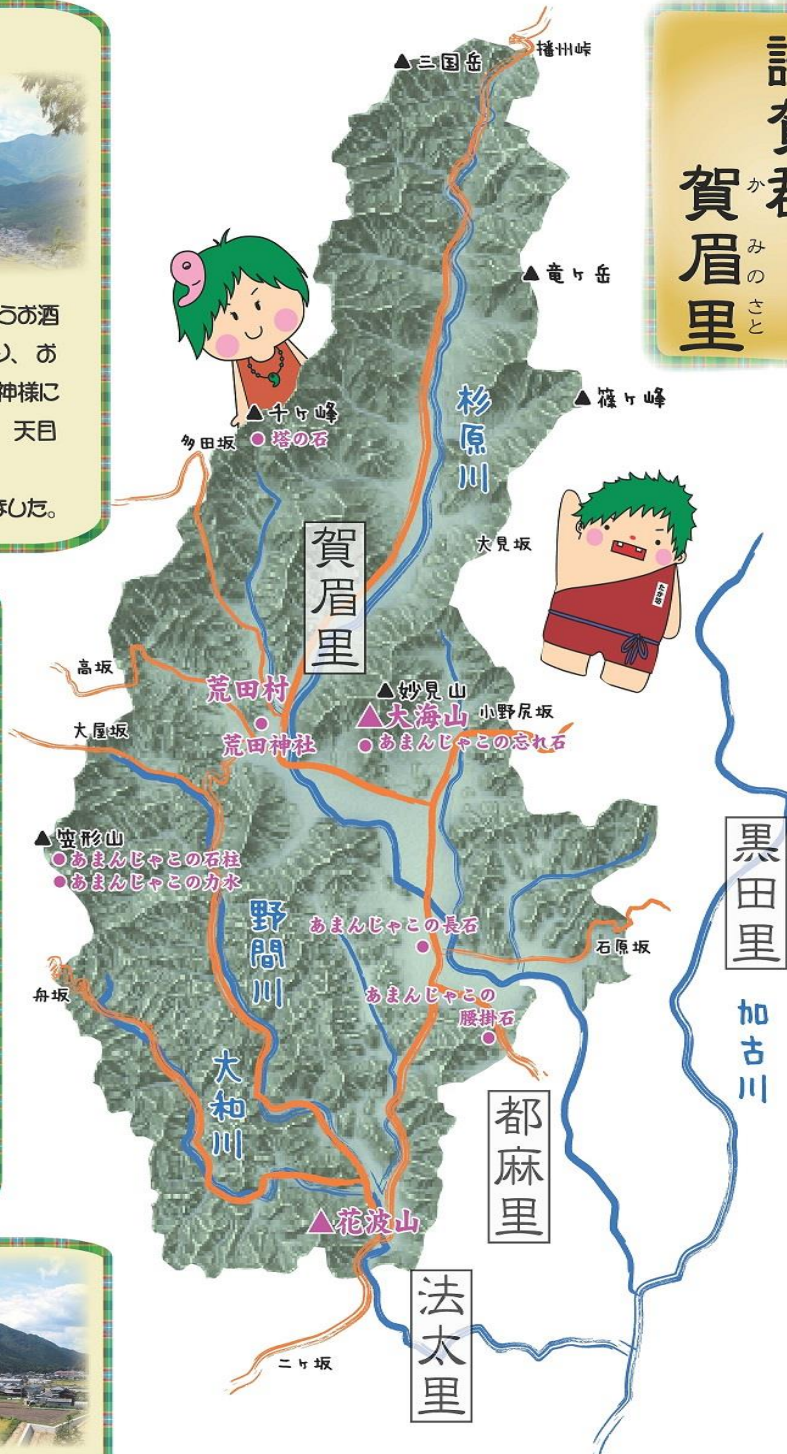 賀眉里
かみのさと
播州峠
▲三国岳
▲竜ヶ岳
▲篠ヶ峰
杉原川
▲千ヶ峰
●塔の石
多田坂
大見坂
賀眉里
たか坊
高坂
荒田村
荒田神社
▲妙見山
▲大海山
小野尻坂
●あまんじゃこの忘れ石
大屋坂
▲笠形山
●あまんじゃこの石柱
●あまんじゃこの力水
野間川
あまんじゃこの長石
石原坂
黒田里
加古川
舟坂
あまんじゃこの
腰掛石
大和川
都麻里
▲花波山
法太里
二ヶ坂
うお酒
り、お
神様に
天目
ました。